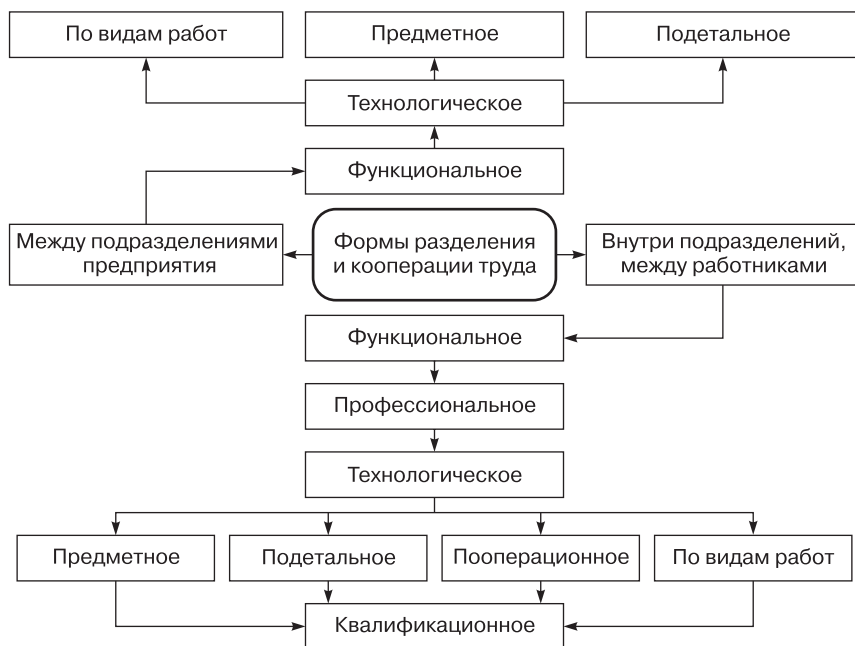 По видам работ
Предметное
Подетальное
Технологическое
Функциональное
Между подразделениями
предприятия
Формы разделения
и кооперации труда
Внутри подразделений,
между работниками
Функциональное
Профессиональное
Технологическое
Предметное
Подетальное
Пооперационное
По видам работ
Квалификационное